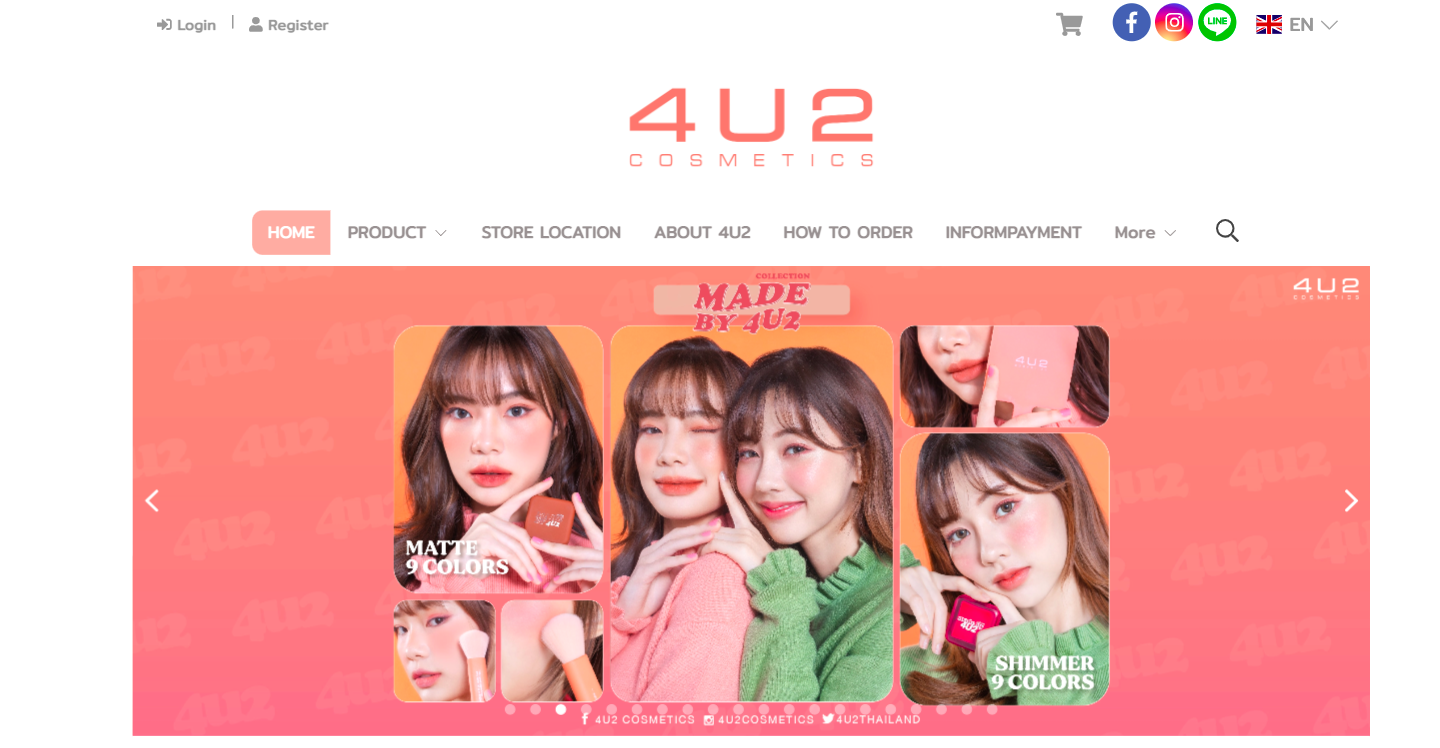 Login | Register
LINE
EN
4U2
COSMETICS
HOME
PRODUCT
STORE LOCATION
ABOUT 4U2
HOW TO ORDER
INFORMPAYMENT
More
COLLECTION
MADE
BY 4U2
4U2
COSMETICS
4U2
MATTE
9 COLORS
SHIMMER
9 COLORS
4U2 COSMETICS 4U2COSMETICS 4U2THAILAND